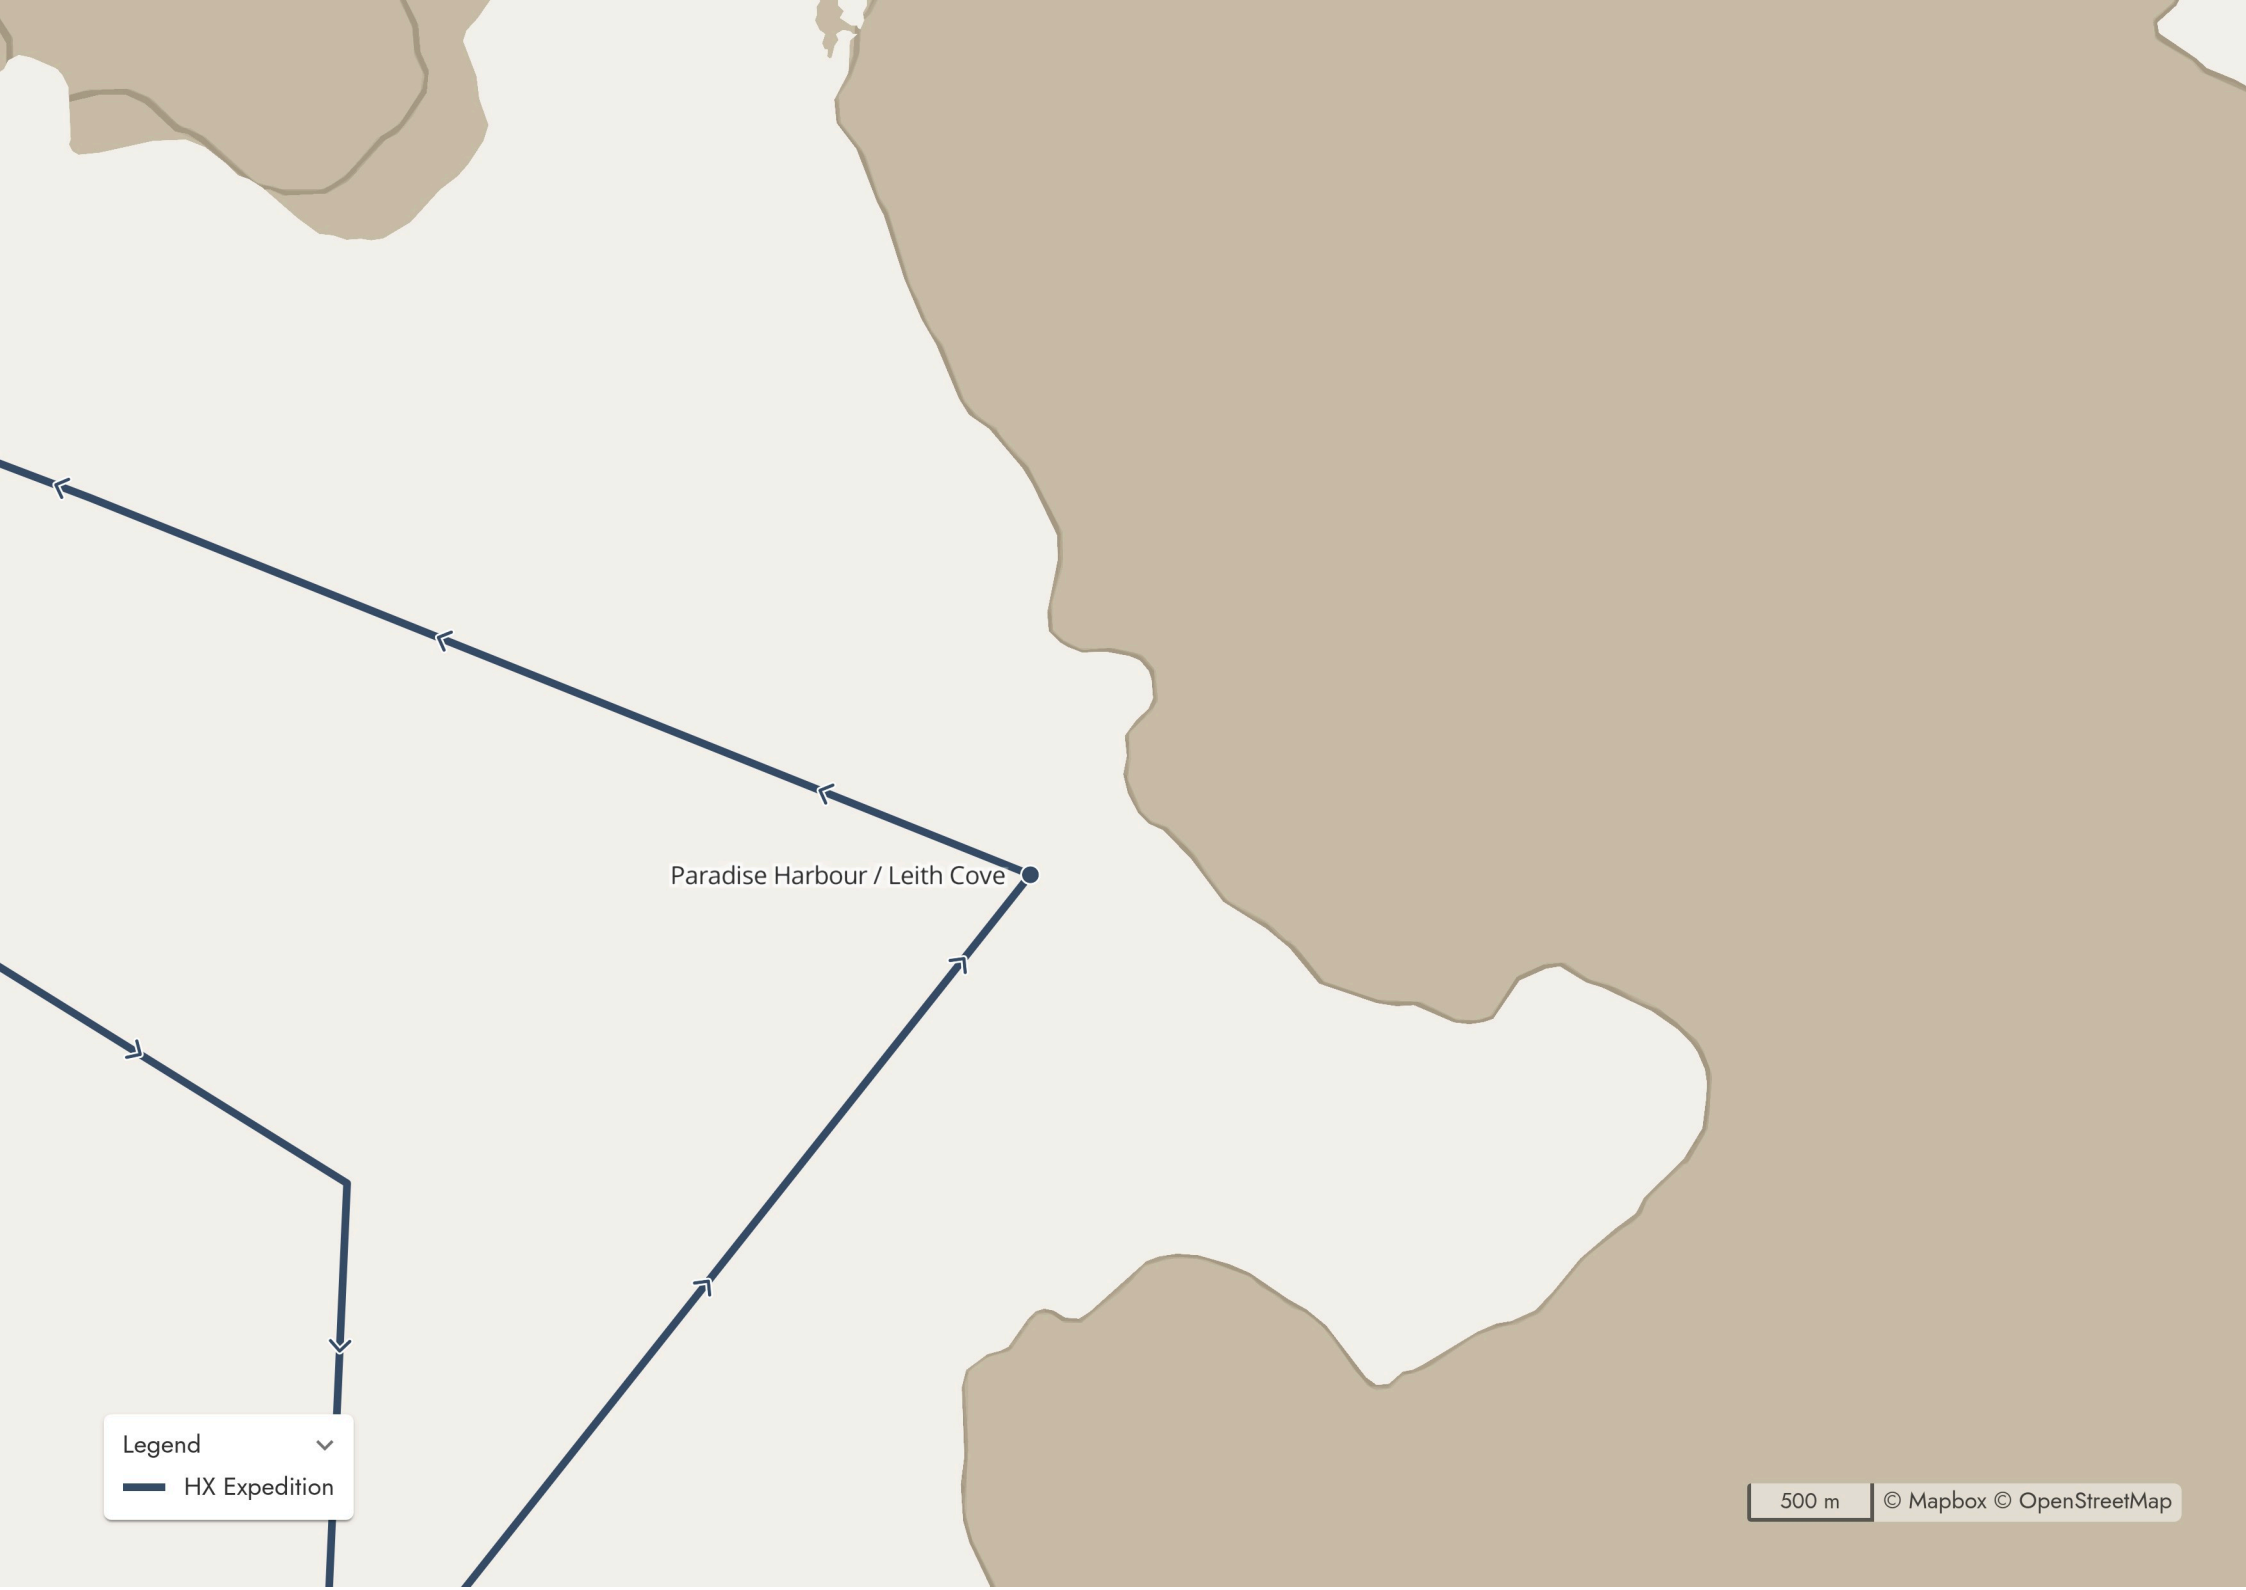 Paradise Harbour / Leith Cove
Legend
HX Expedition
500 m
© Mapbox © OpenStreetMap